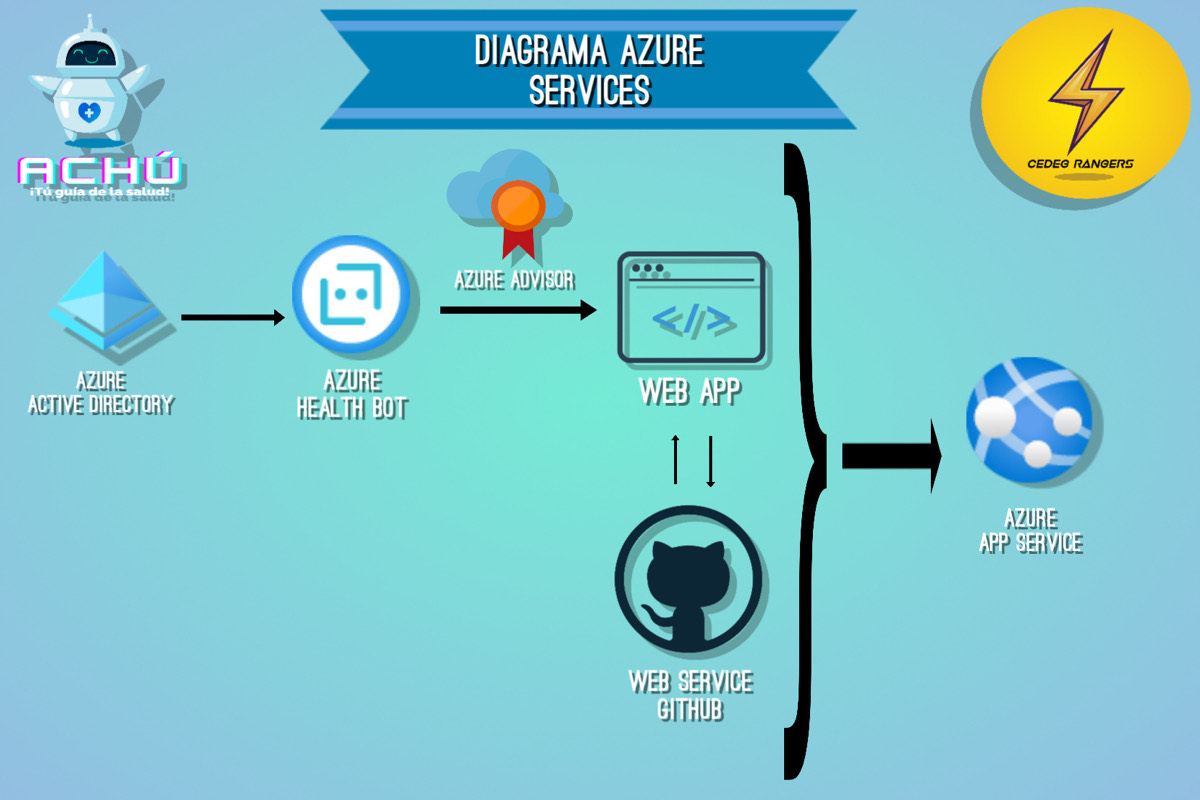 DIAGRAMA AZURE
SERVICES
ACHÚ
¡Tú guía de la salud!
CEDEG RANGERS
AZURE ADVISOR
AZURE
ACTIVE DIRECTORY
AZURE
HEALTH BOT
</>
WEB APP
AZURE
APP SERVICE
WEB SERVICE
GITHUB